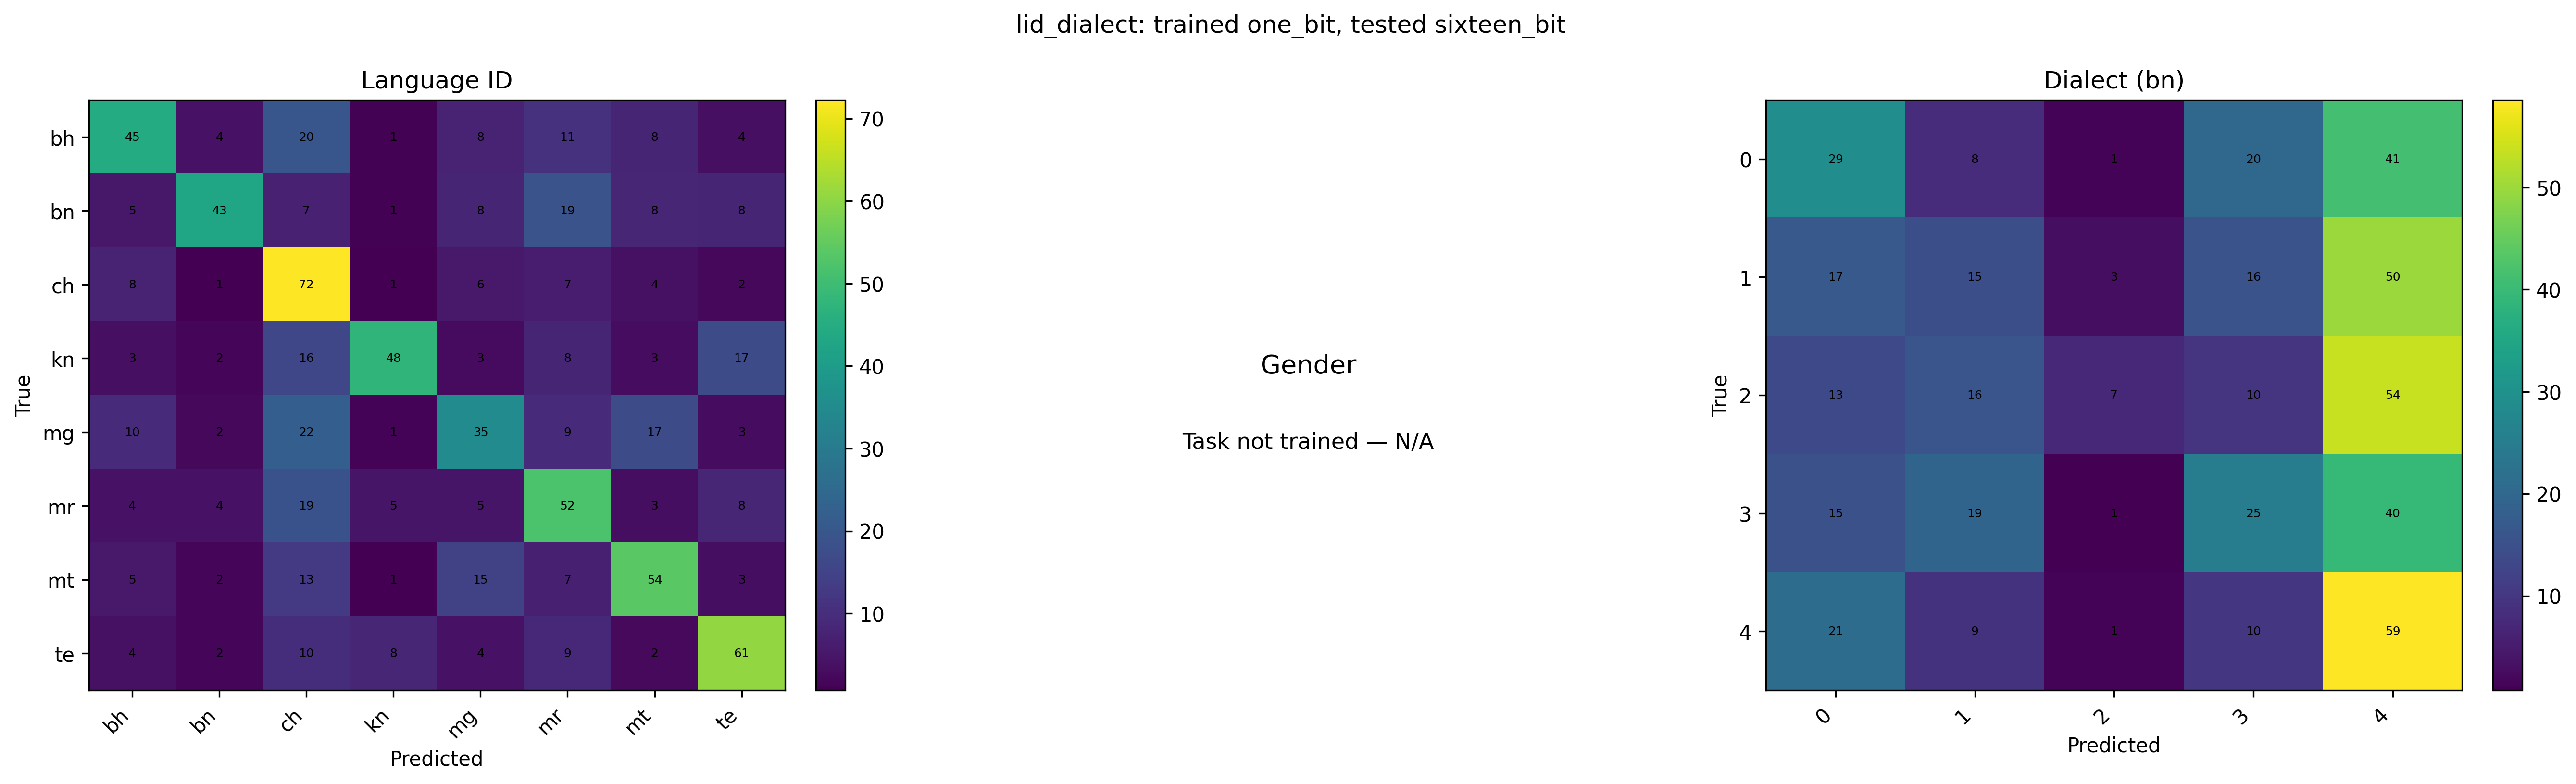 lid_dialect: trained one_bit, tested sixteen_bit
Language ID
True
bh 45 4 20 1 8 11 8 4
bn 5 43 7 1 8 19 8 8
ch 8 1 72 1 6 7 4 2
kn 3 2 16 48 3 8 3 17
mg 10 2 22 1 35 9 17 3
mr 4 4 19 5 5 52 3 8
mt 5 2 13 1 15 7 54 3
te 4 2 10 8 4 9 2 61
bh bn ch kn mg mr mt te
Predicted
70
60
50
40
30
20
10
Gender
Task not trained — N/A
Dialect (bn)
True
0 29 8 1 20 41
1 17 15 3 16 50
2 13 16 7 10 54
3 15 19 1 25 40
4 21 9 1 10 59
0 1 2 3 4
Predicted
50
40
30
20
10